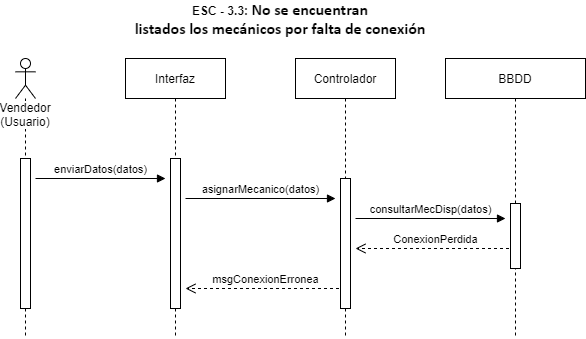 ESC - 3.3: No se encuentran
listados los mecánicos por falta de conexión
Vendedor
(Usuario)
Interfaz
Controlador
BBDD
enviarDatos(datos)
asignarMecanico(datos)
consultarMecDisp(datos)
ConexionPerdida
msgConexionErronea